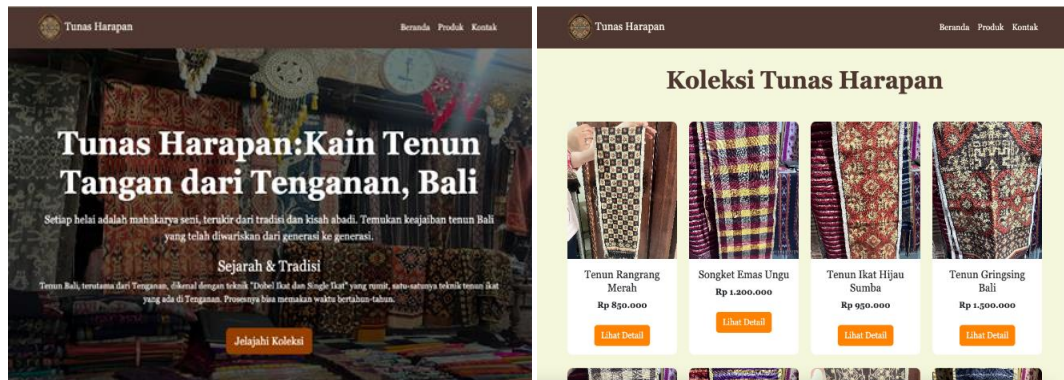 Tunas Harapan
Beranda Produk Kontak
Tunas Harapan:Kain Tenun
Tangan dari Tenganan, Bali
Setiap helai adalah mahakarya seni, terukir dari tradisi dan kisah abadi. Temukan keajaiban tenun Bali
yang telah diwariskan dari generasi ke generasi.
Sejarah & Tradisi
Tenun Bali, terutama dari Tenganan, dikenal dengan teknik "Dobel Ikat dan Single Ikat" yang rumit, satu-satunya teknik tenun ikat
yang ada di Tenganan. Prosesnya bisa memakan waktu bertahun-tahun.
Jelajahi Koleksi
Tunas Harapan
Beranda Produk Kontak
Koleksi Tunas Harapan
Tenun Rangrang
Merah
Rp 850.000
Lihat Detail
Songket Emas Ungu
Rp 1.200.000
Lihat Detail
Tenun Ikat Hijau
Sumba
Rp 950.000
Lihat Detail
Tenun Gringsing
Bali
Rp 1.500.000
Lihat Detail